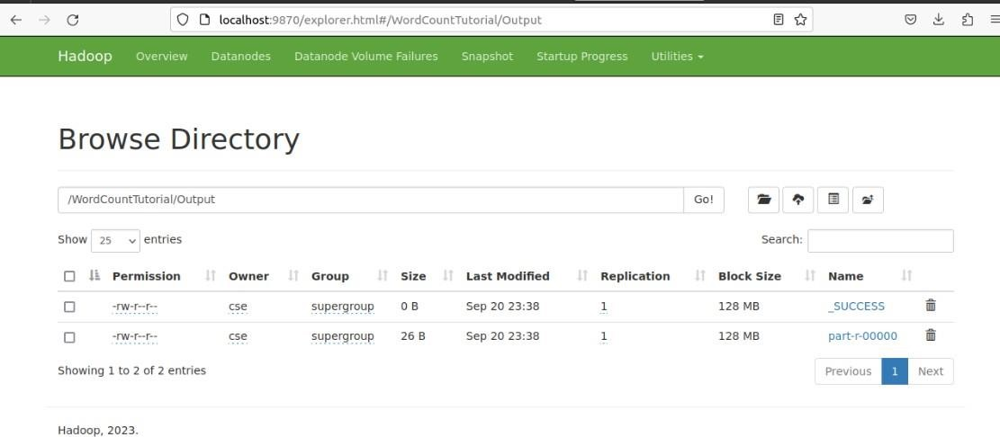 localhost:9870/explorer.html#/WordCountTutorial/Output
Hadoop Overview Datanodes Datanode Volume Failures Snapshot Startup Progress Utilities
Browse Directory
/WordCountTutorial/Output Go!
Show 25 entries Search:
Permission Owner Group Size Last Modified Replication Block Size Name
-rw-r--r-- cse supergroup 0 B Sep 20 23:38 1 128 MB _SUCCESS
-rw-r--r-- cse supergroup 26 B Sep 20 23:38 1 128 MB part-r-00000
Showing 1 to 2 of 2 entries Previous 1 Next
Hadoop, 2023.